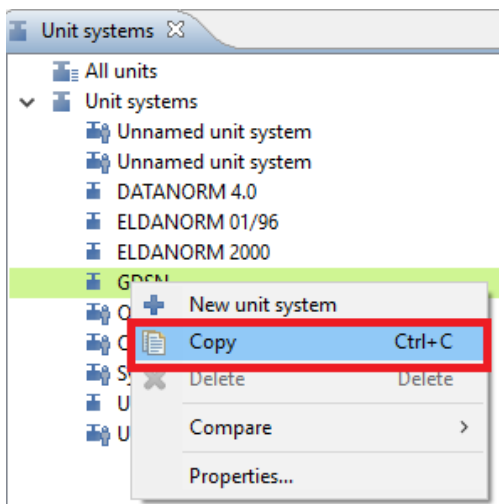 Unit systems
All units
Unit systems
Unnamed unit system
Unnamed unit system
DATANORM 4.0
ELDANORM 01/96
ELDANORM 2000
GDSN
New unit system
Copy Ctrl+C
Delete Delete
Compare
Properties...